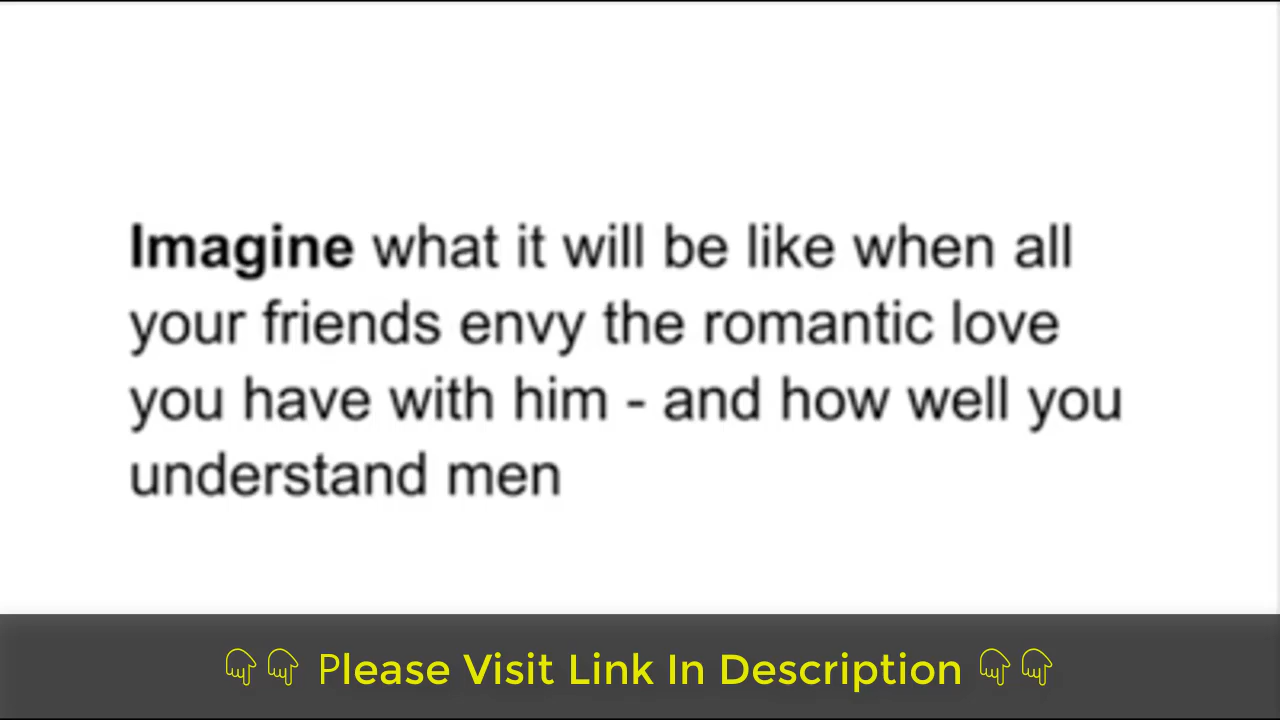 Imagine what it will be like when all
your friends envy the romantic love
you have with him - and how well you
understand men
Please Visit Link In Description